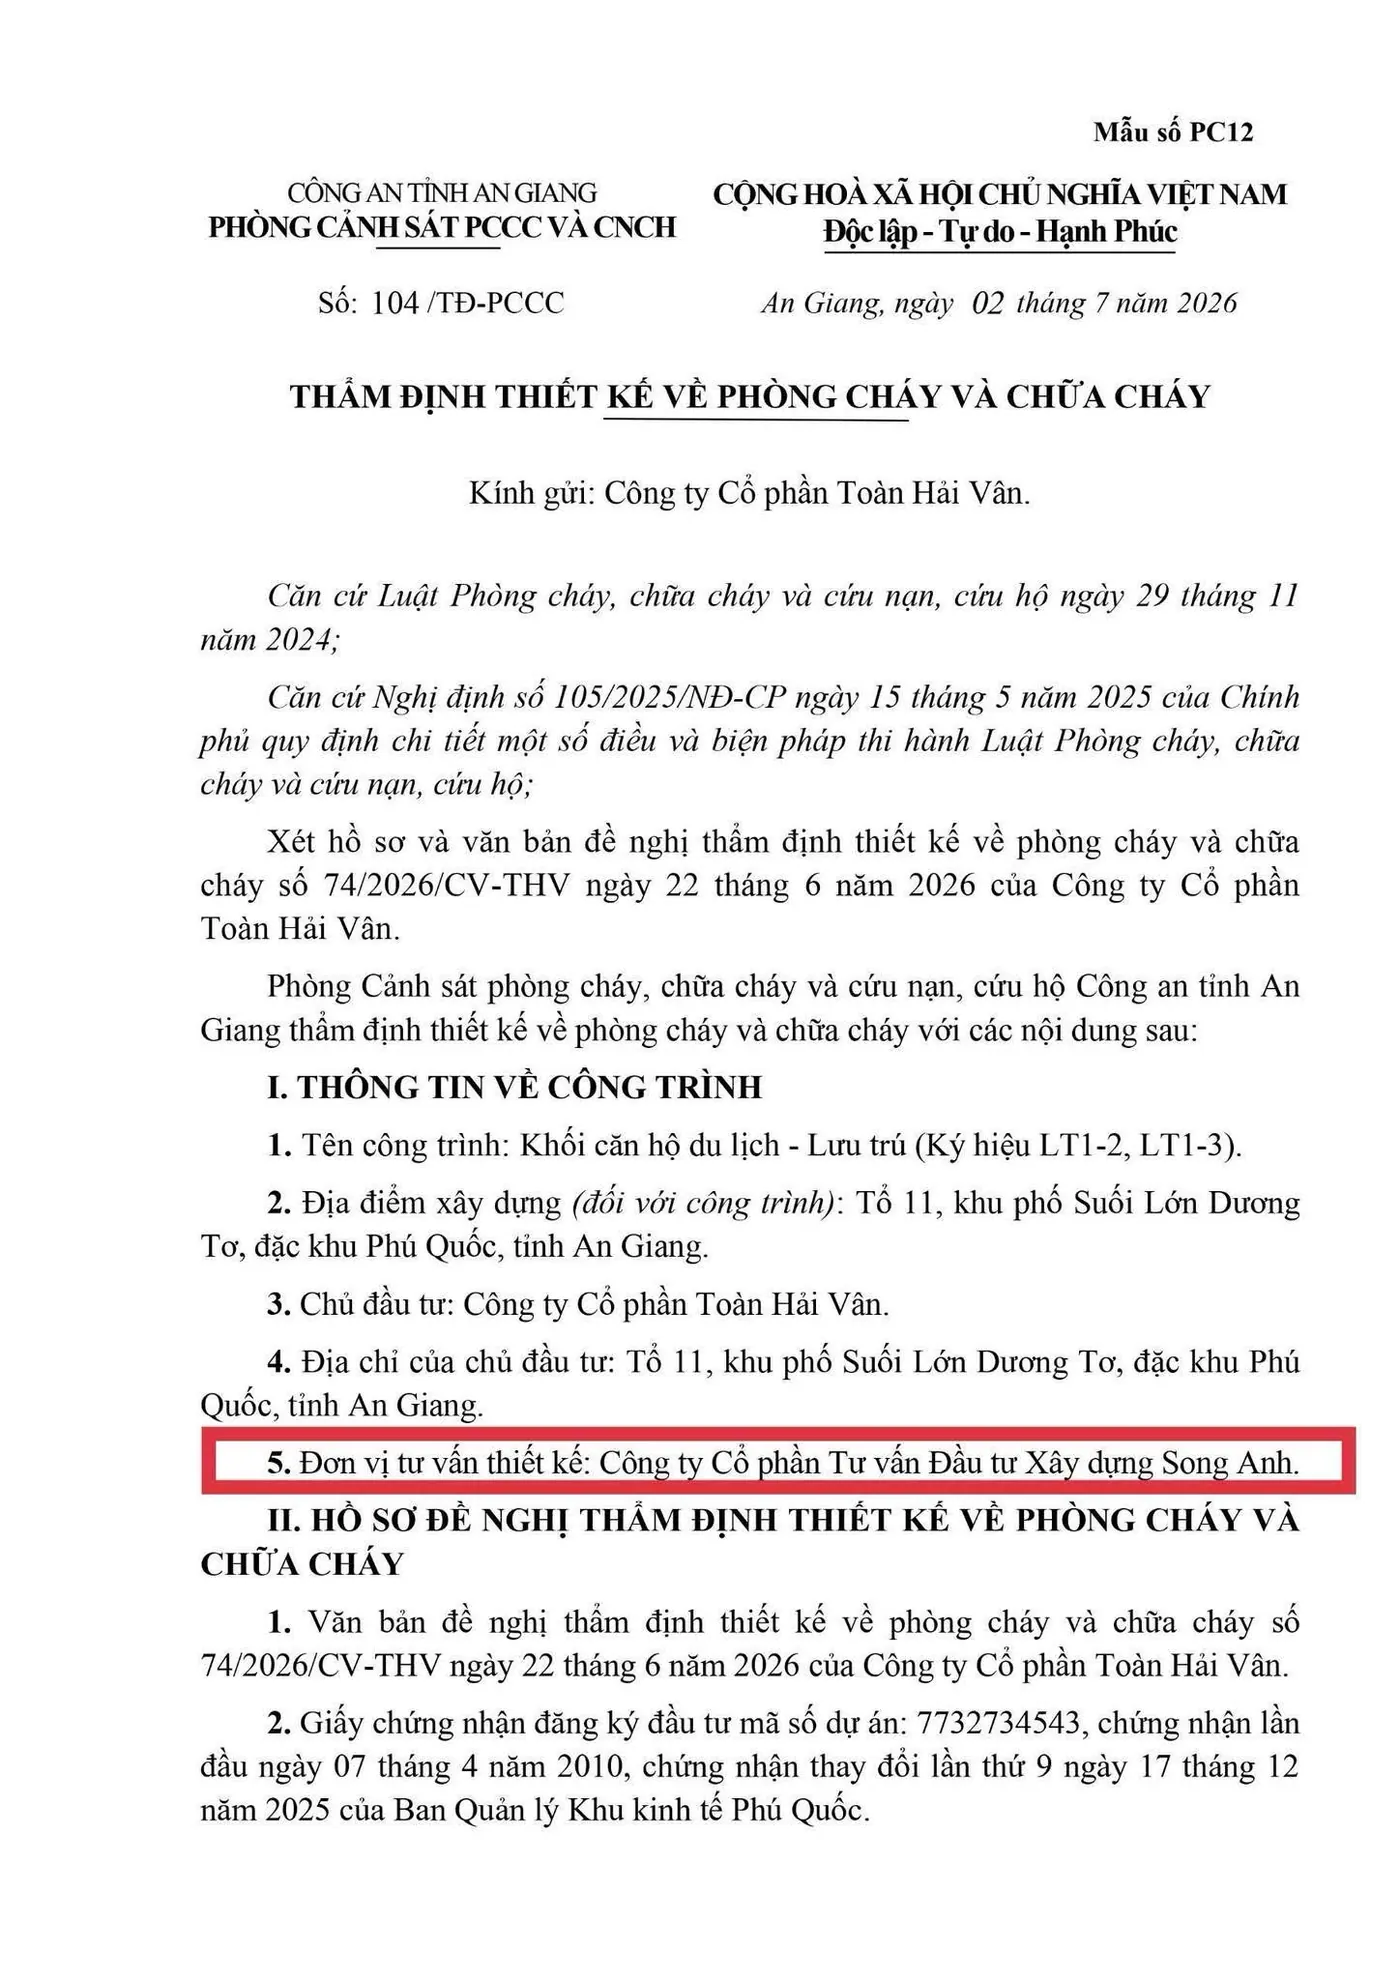 Mẫu số PC12
CÔNG AN TỈNH AN GIANG
PHÒNG CẢNH SÁT PCCC VÀ CNCH
CỘNG HOÀ XÃ HỘI CHỦ NGHĨA VIỆT NAM
Độc lập - Tự do - Hạnh Phúc
Số: 104 /TĐ-PCCC
An Giang, ngày 02 tháng 7 năm 2026
THẨM ĐỊNH THIẾT KẾ VỀ PHÒNG CHÁY VÀ CHỮA CHÁY
Kính gửi: Công ty Cổ phần Toàn Hải Vân.
Căn cứ Luật Phòng cháy, chữa cháy và cứu nạn, cứu hộ ngày 29 tháng 11
năm 2024;
Căn cứ Nghị định số 105/2025/NĐ-CP ngày 15 tháng 5 năm 2025 của Chính
phủ quy định chi tiết một số điều và biện pháp thi hành Luật Phòng cháy, chữa
cháy và cứu nạn, cứu hộ;
Xét hồ sơ và văn bản đề nghị thẩm định thiết kế về phòng cháy và chữa
cháy số 74/2026/CV-THV ngày 22 tháng 6 năm 2026 của Công ty Cổ phần
Toàn Hải Vân.
Phòng Cảnh sát phòng cháy, chữa cháy và cứu nạn, cứu hộ Công an tỉnh An
Giang thẩm định thiết kế về phòng cháy và chữa cháy với các nội dung sau:
I. THÔNG TIN VỀ CÔNG TRÌNH
1. Tên công trình: Khối căn hộ du lịch - Lưu trú (Ký hiệu LT1-2, LT1-3).
2. Địa điểm xây dựng (đối với công trình): Tổ 11, khu phố Suối Lớn Dương
Tơ, đặc khu Phú Quốc, tỉnh An Giang.
3. Chủ đầu tư: Công ty Cổ phần Toàn Hải Vân.
4. Địa chỉ của chủ đầu tư: Tổ 11, khu phố Suối Lớn Dương Tơ, đặc khu Phú
Quốc, tỉnh An Giang.
5. Đơn vị tư vấn thiết kế: Công ty Cổ phần Tư vấn Đầu tư Xây dựng Song Anh.
II. HỒ SƠ ĐỀ NGHỊ THẨM ĐỊNH THIẾT KẾ VỀ PHÒNG CHÁY VÀ
CHỮA CHÁY
1. Văn bản đề nghị thẩm định thiết kế về phòng cháy và chữa cháy số
74/2026/CV-THV ngày 22 tháng 6 năm 2026 của Công ty Cổ phần Toàn Hải Vân.
2. Giấy chứng nhận đăng ký đầu tư mã số dự án: 7732734543, chứng nhận lần
đầu ngày 07 tháng 4 năm 2010, chứng nhận thay đổi lần thứ 9 ngày 17 tháng 12
năm 2025 của Ban Quản lý Khu kinh tế Phú Quốc.